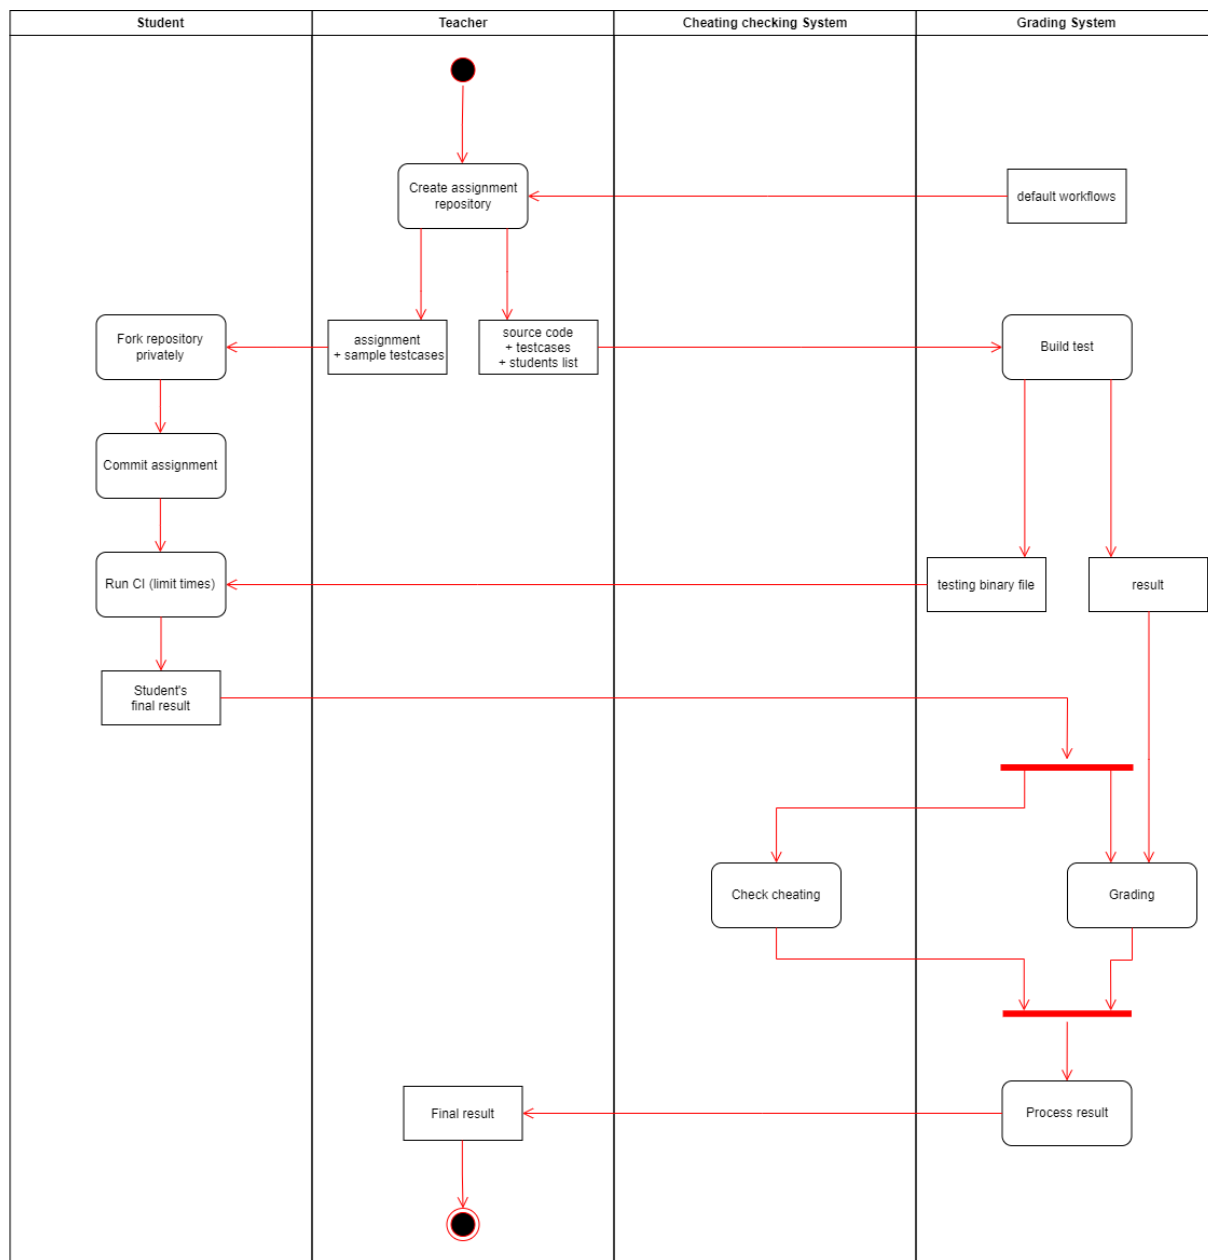 Student
Teacher
Cheating checking System
Grading System
Create assignment
repository
default workflows
Fork repository
privately
assignment
+ sample testcases
source code
+ testcases
+ students list
Build test
Commit assignment
Run CI (limit times)
testing binary file
result
Student's
final result
Check cheating
Grading
Final result
Process result